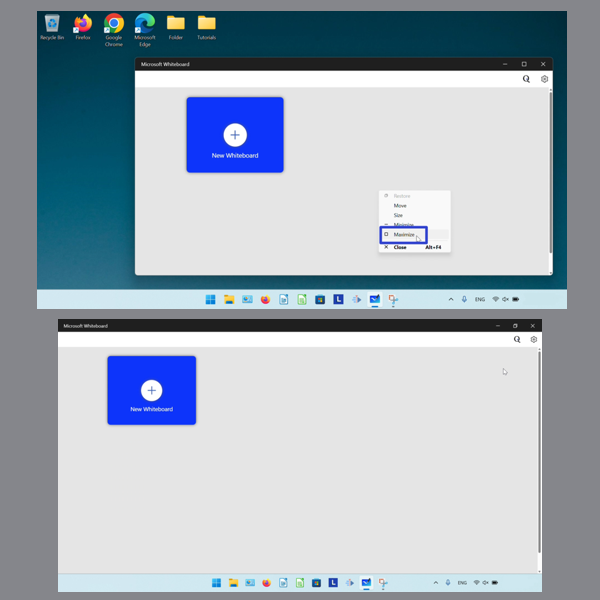 Recycle Bin
Firefox
Google Chrome
Microsoft Edge
Folder
Tutorials
Microsoft Whiteboard
New Whiteboard
Restore
Move
Size
Minimize
Maximize
Close Alt+F4
ENG
Microsoft Whiteboard
New Whiteboard
ENG